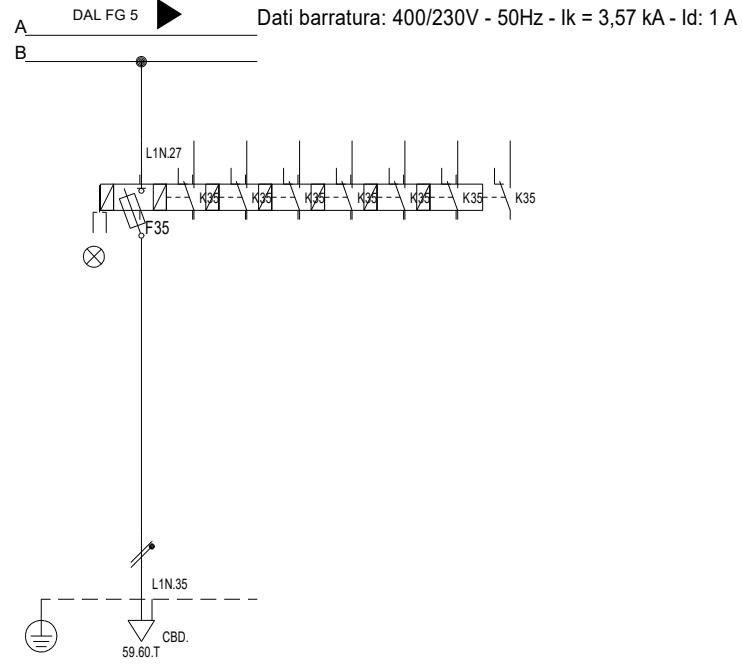 DAL FG 5
Dati barratura: 400/230V - 50Hz - Ik = 3,57 kA - Id: 1 A
A
B
L1N.27
K35 K35 K35 K35 K35 K35 K35
F35
L1N.35
CBD.
59.60.T